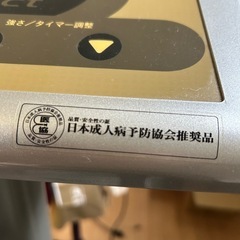 強さ／タイマー調整
品質・安全性の証
日本成人病予防協会推奨品